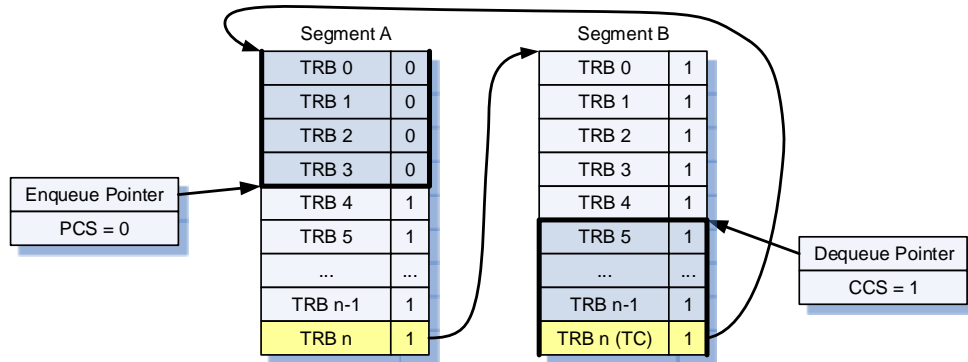 Segment A
Segment B
TRB 0 0
TRB 1 0
TRB 2 0
TRB 3 0
TRB 4 1
TRB 5 1
... ...
TRB n-1 1
TRB n 1
TRB 0 1
TRB 1 1
TRB 2 1
TRB 3 1
TRB 4 1
TRB 5 1
... ...
TRB n-1 1
TRB n (TC) 1
Enqueue Pointer
PCS = 0
Dequeue Pointer
CCS = 1